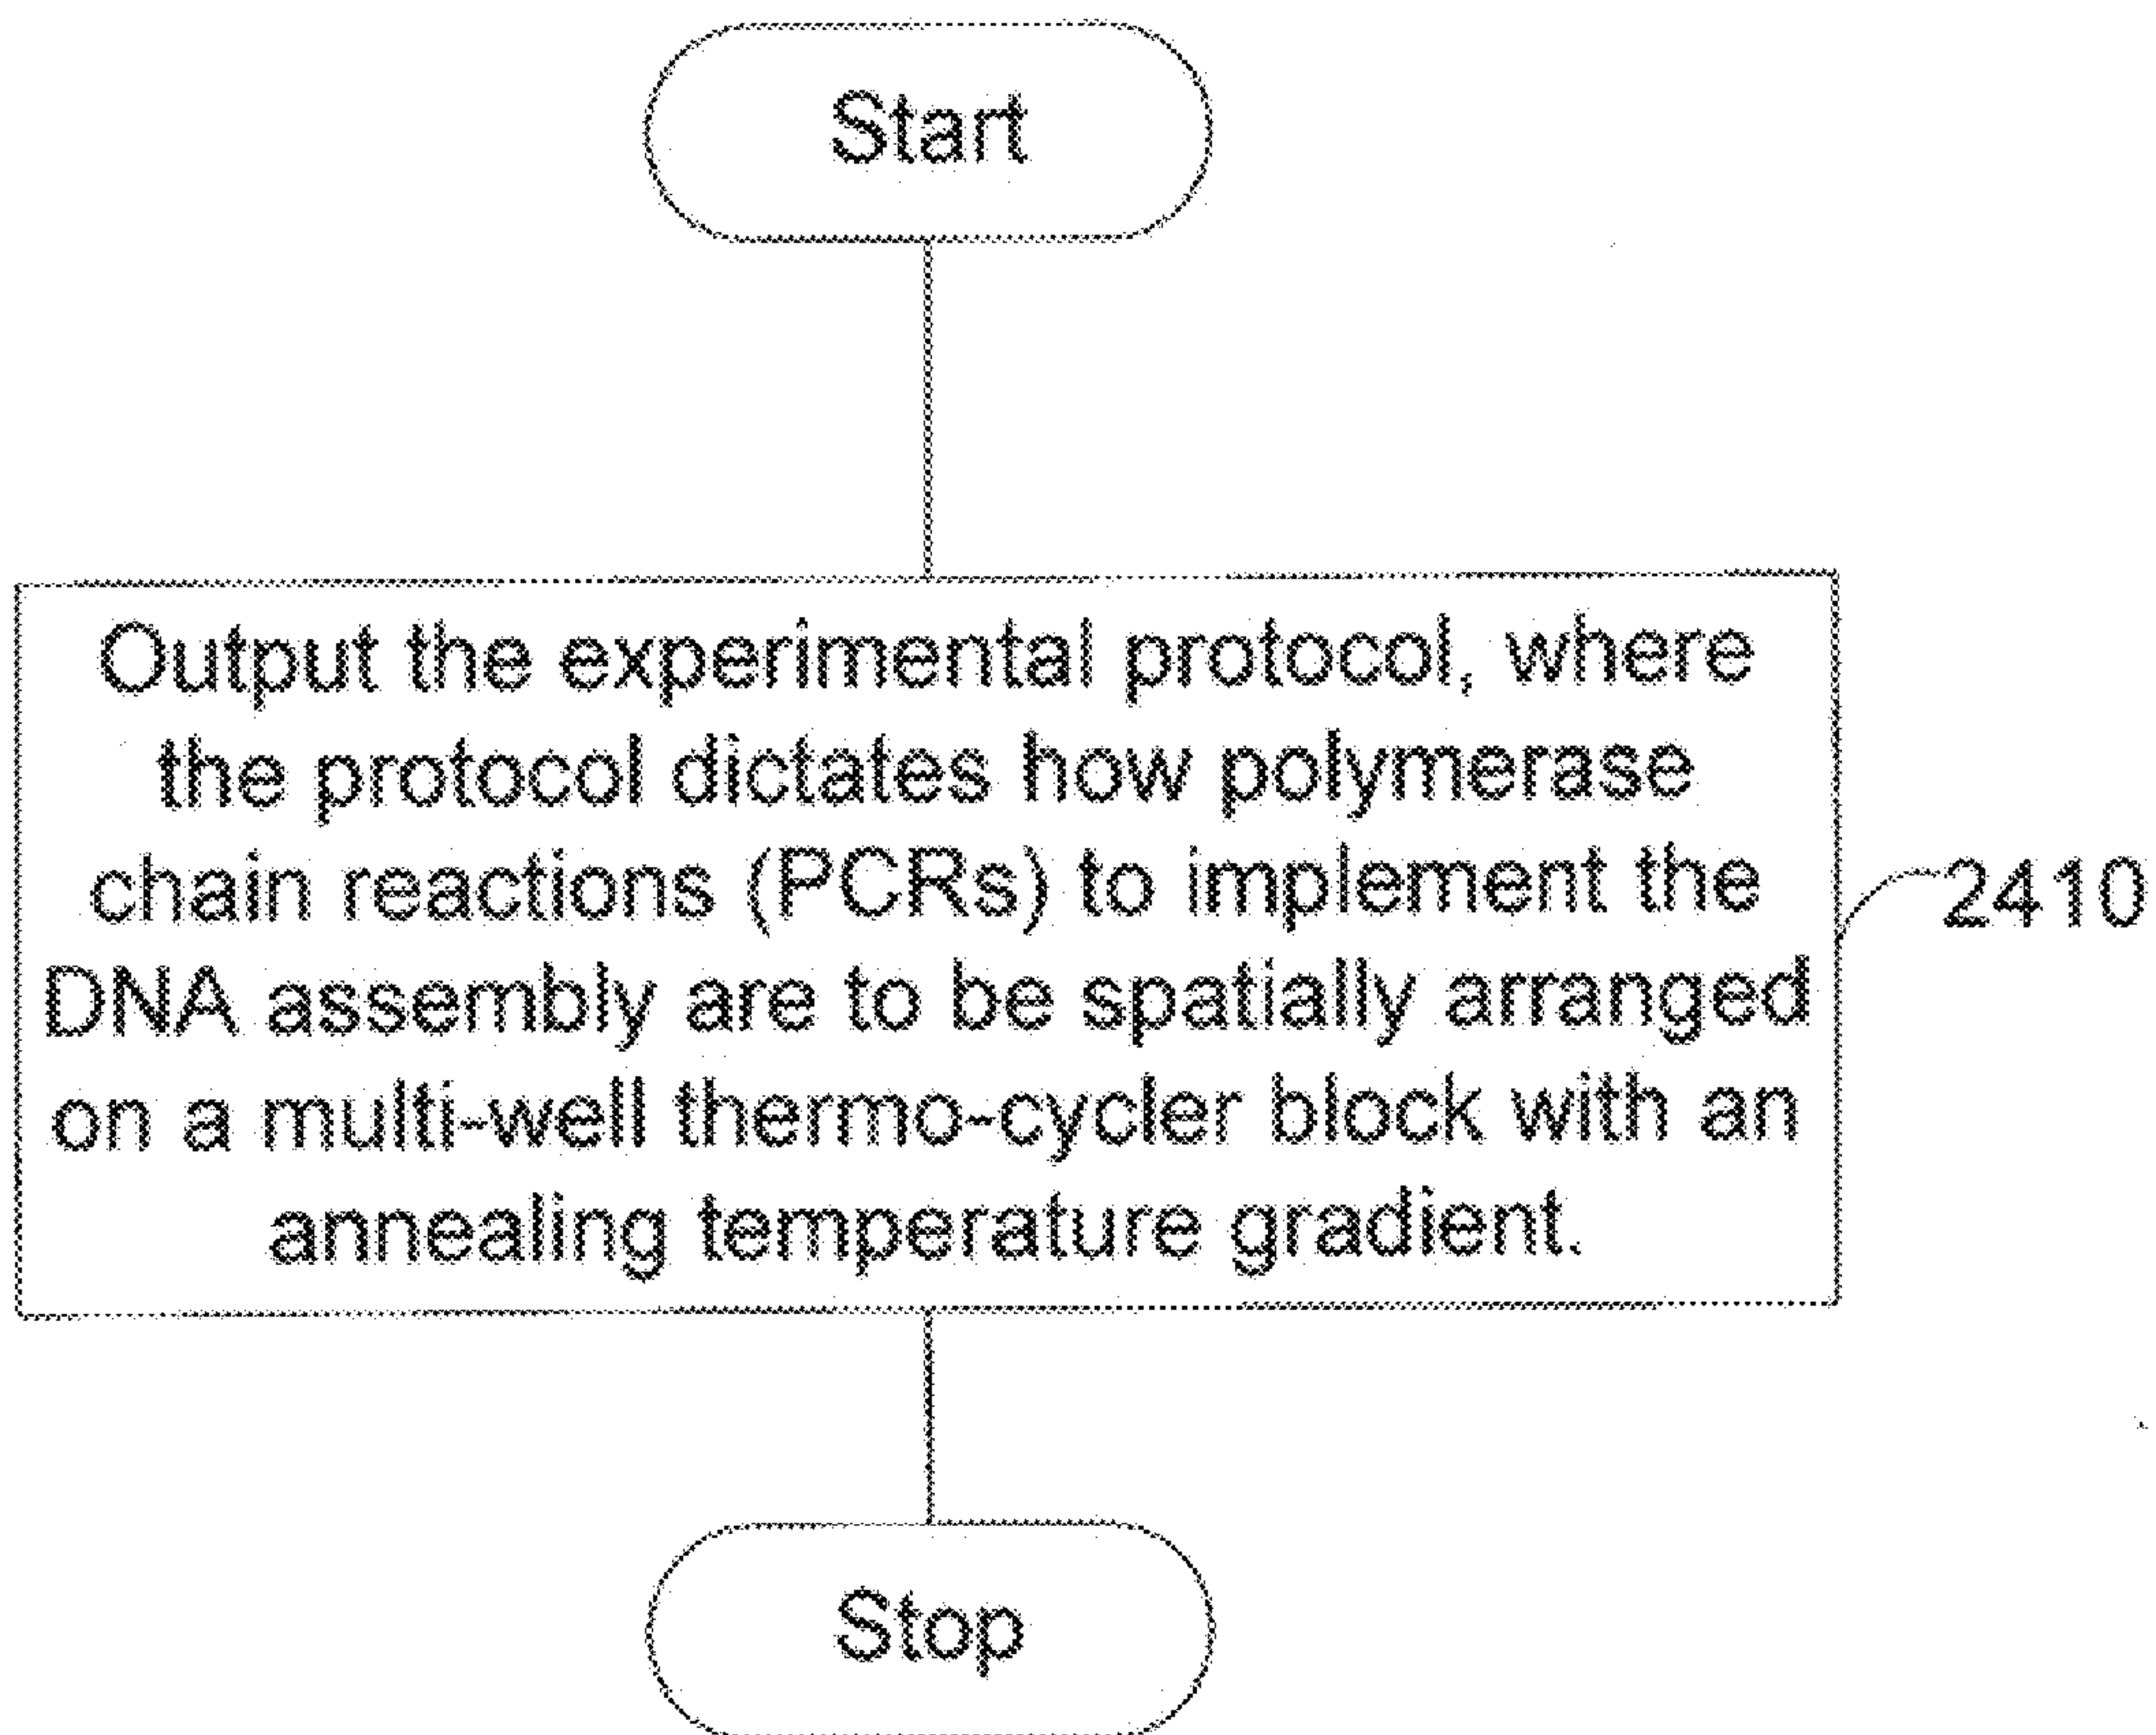 Start
Output the experimental protocol, where
the protocol dictates how polymerase
chain reactions (PCRs) to implement the
DNA assembly are to be spatially arranged
on a multi-well thermo-cycler block with an
annealing temperature gradient.
2410
Stop